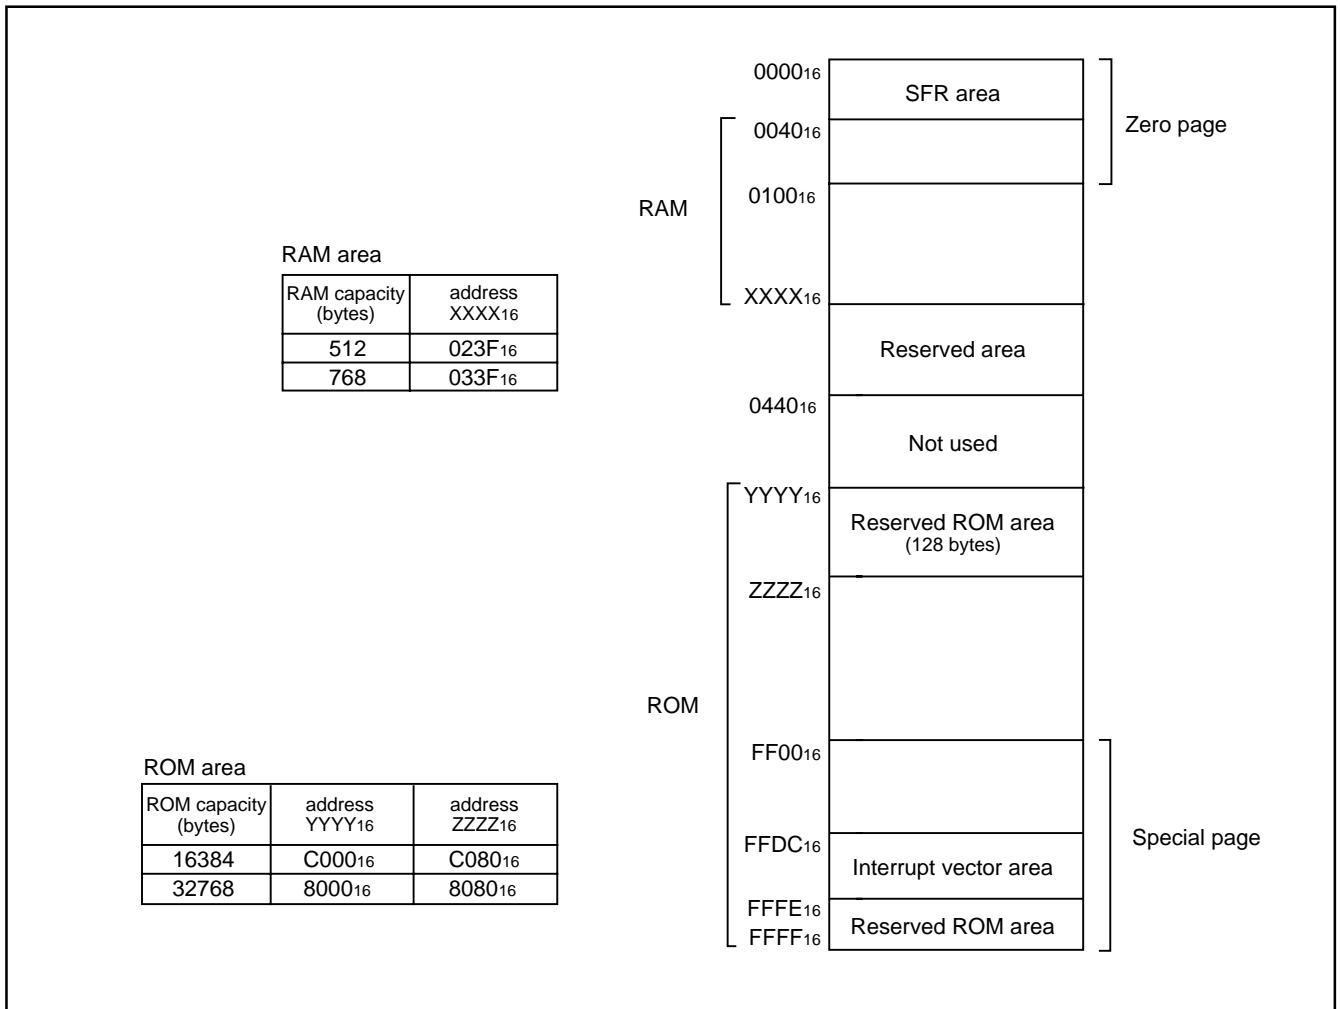 000016
SFR area
Zero page
004016
RAM
010016
XXXX16
Reserved area
044016
Not used
RAM area
RAM capacity (bytes) address XXXX16
512 023F16
768 033F16
YYYY16
Reserved ROM area
(128 bytes)
ZZZZ16
ROM
FF0016
FFDC16
Interrupt vector area
Special page
FFFE16
Reserved ROM area
FFFF16
ROM area
ROM capacity (bytes) address YYYY16 address ZZZZ16
16384 C00016 C08016
32768 800016 808016